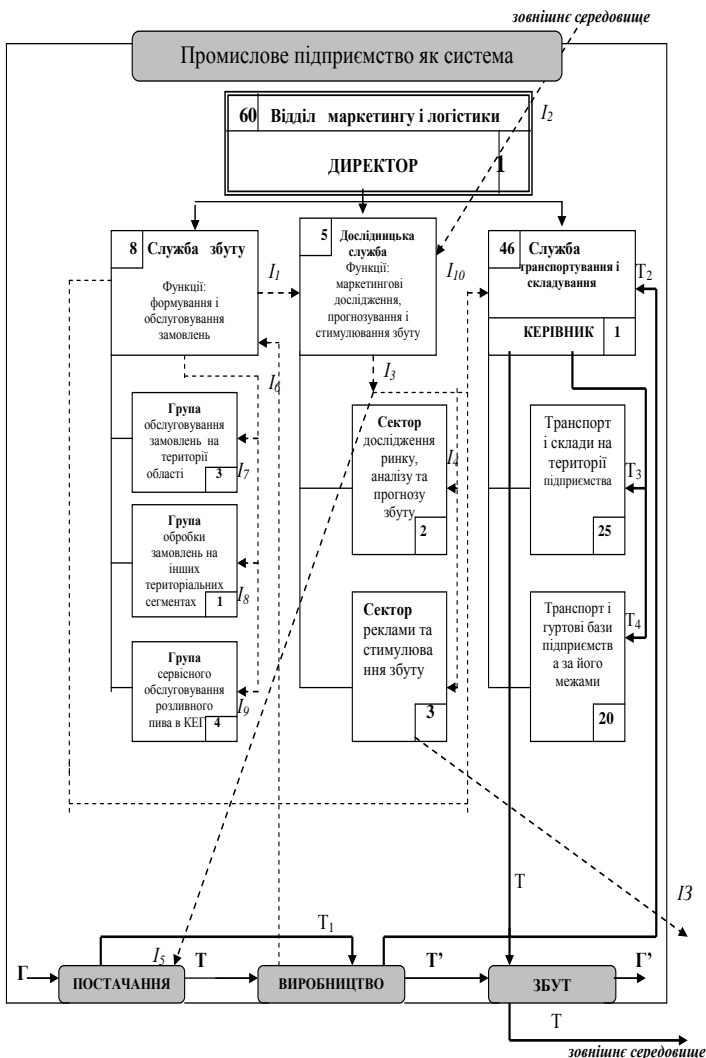 зовнішнє середовище
Промислове підприємство як система
I2
60 Відділ маркетингу і логістики
ДИРЕКТОР 1
8 Служба збуту
Функції:
формування і
обслуговування
замовлень
I1
5 Дослідницька
служба
Функції:
маркетингові
дослідження,
прогнозування і
стимулювання збуту
I10
46 Служба
транспортування і
складування
КЕРІВНИК 1
T2
I6
I3
Група
обслуговування
замовлень на
території
області 3
I7
Сектор
дослідження
ринку,
аналізу та
прогнозу
збуту
2
I4
Транспорт
і склади на
території
підприємства
25
T3
Група
обробки
замовлень на
інших
територіальних
сегментах 1
I8
Сектор
реклами та
стимулюва
ння збуту
3
Транспорт і
гуртові бази
підприємств
а за його
межами
20
T4
Група
сервісного
обслуговування
розливного
пива в КЕГ 4
I9
T
I3
T1
I5
Г
ПОСТАЧАННЯ
Т
ВИРОБНИЦТВО
Т’
ЗБУТ
Г’
T
зовнішнє середовище